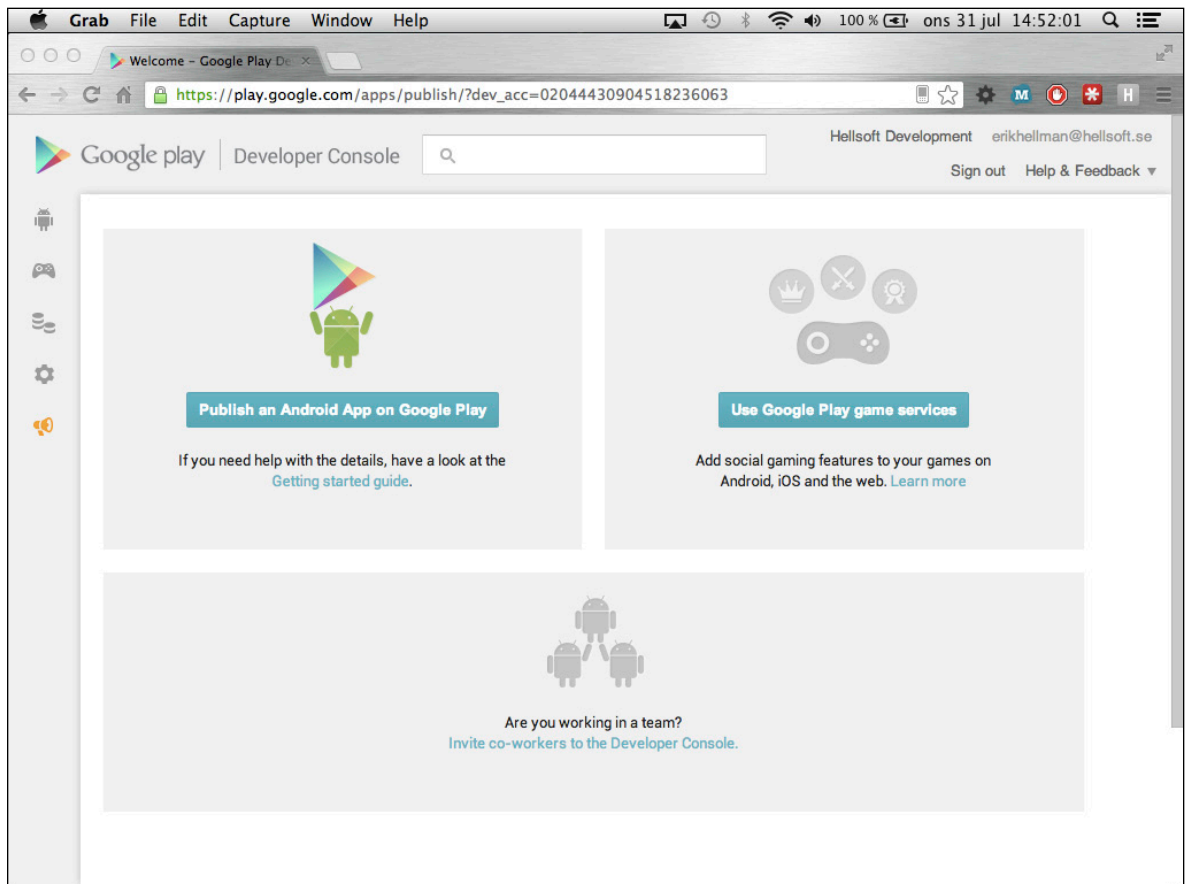 Grab File Edit Capture Window Help 100 % ons 31 jul 14:52:01
Welcome – Google Play De
https://play.google.com/apps/publish/?dev_acc=02044430904518236063
M H
Google play Developer Console
Hellsoft Development erikhellman@hellsoft.se
Sign out Help & Feedback
Publish an Android App on Google Play
If you need help with the details, have a look at the
Getting started guide.
Use Google Play game services
Add social gaming features to your games on
Android, iOS and the web. Learn more
Are you working in a team?
Invite co-workers to the Developer Console.